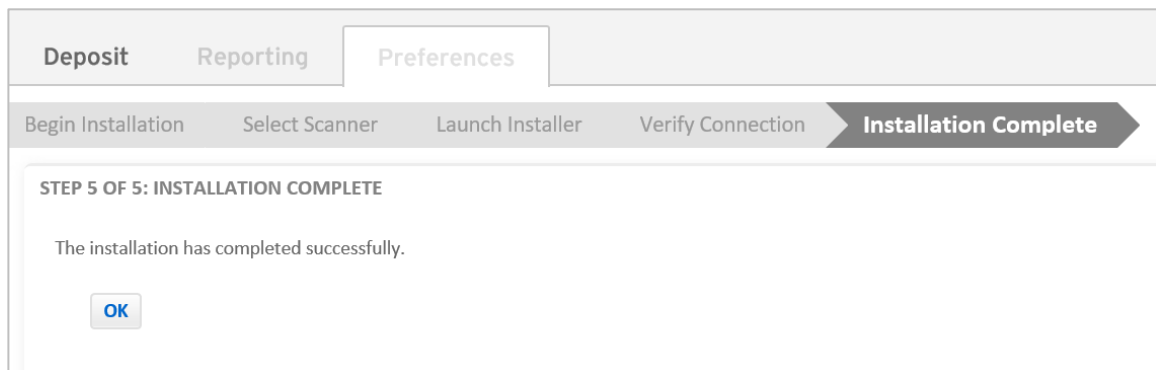 Deposit Reporting Preferences
Begin Installation Select Scanner Launch Installer Verify Connection Installation Complete
STEP 5 OF 5: INSTALLATION COMPLETE
The installation has completed successfully.
OK